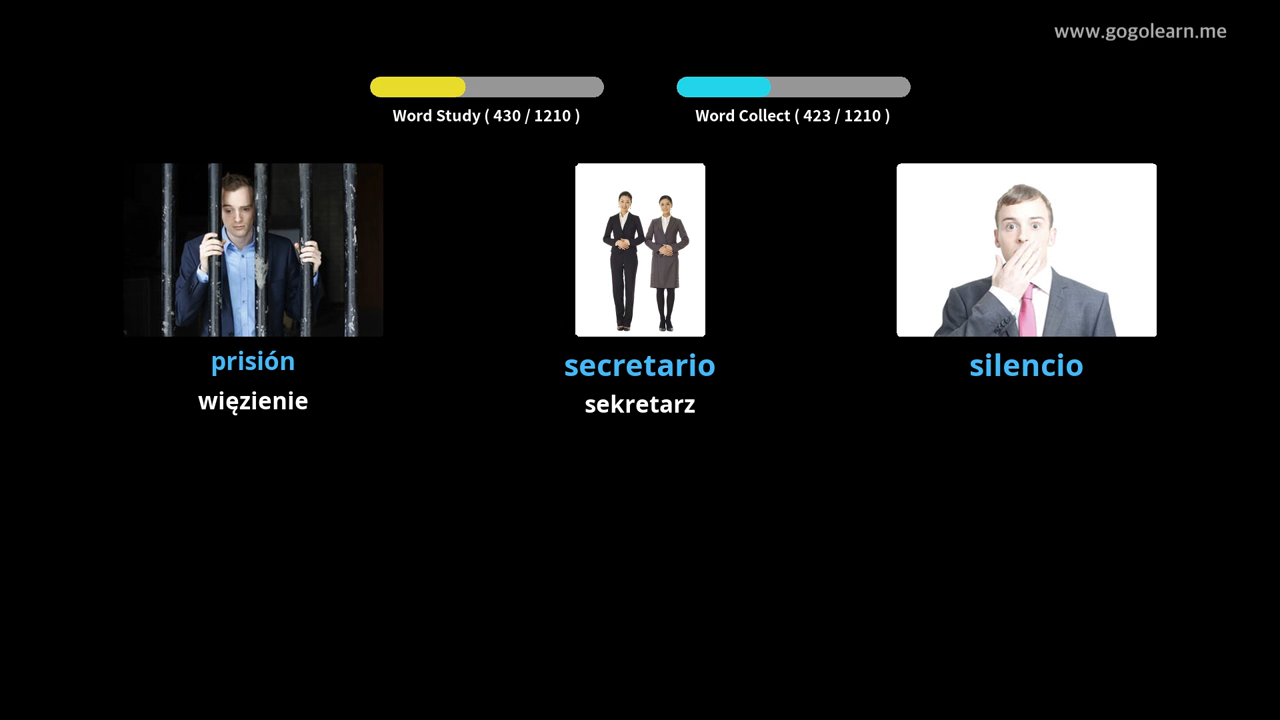 www.gogolearn.me
Word Study ( 430 / 1210 )
Word Collect ( 423 / 1210 )
prisión
więzienie
secretario
sekretarz
silencio